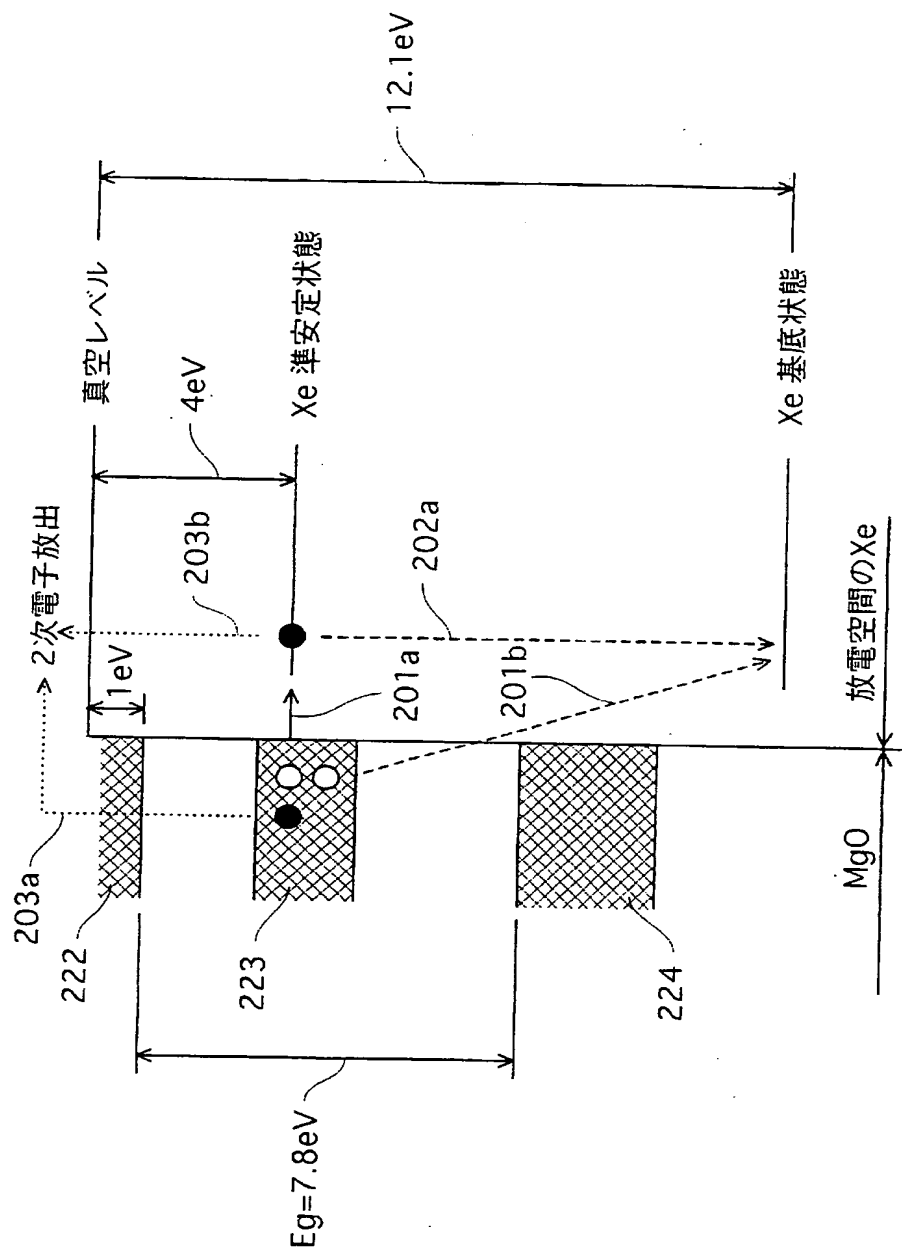 203a
2次電子放出
真空レベル
222
1eV
203b
4eV
12.1eV
223
201a
Xe 準安定状態
Eg=7.8eV
202a
201b
224
Xe 基底状態
MgO
放電空間のXe